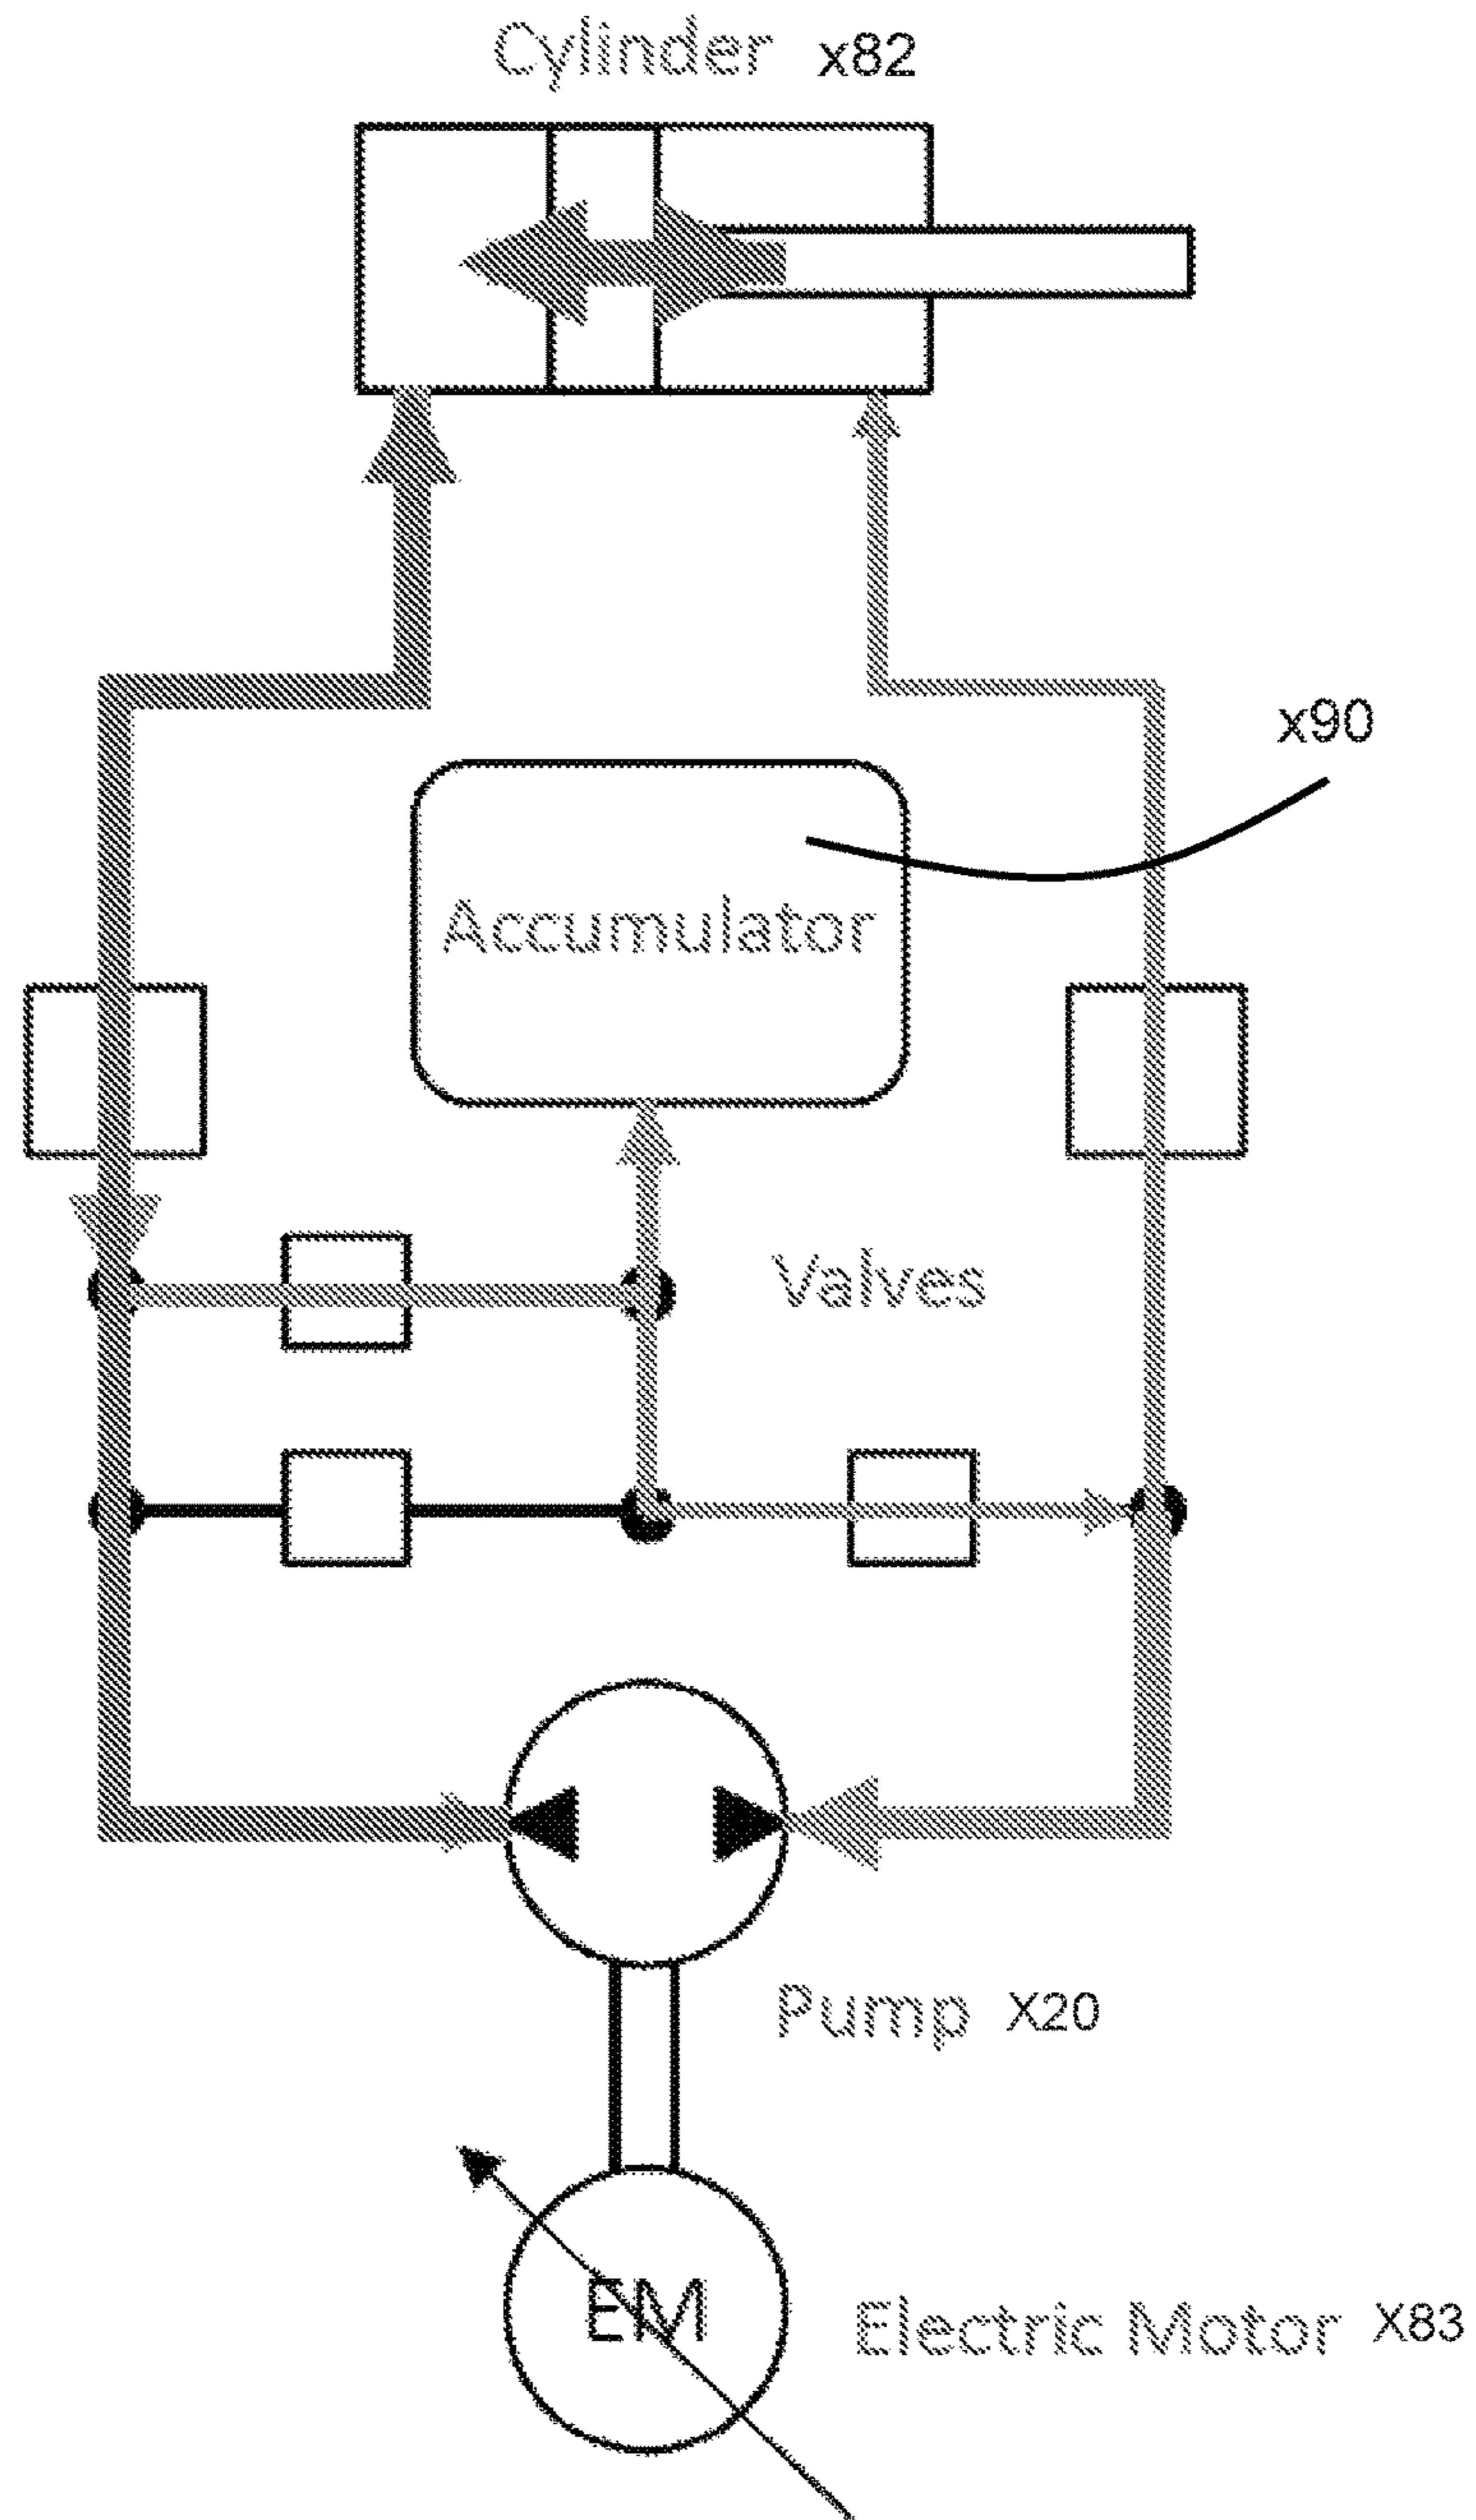 Cylinder x82
x90
Accumulator
Valves
Pump X20
EM
Electric Motor X83